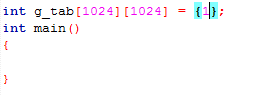 int g_tab[1024][1024] = {1};
int main()
{
}